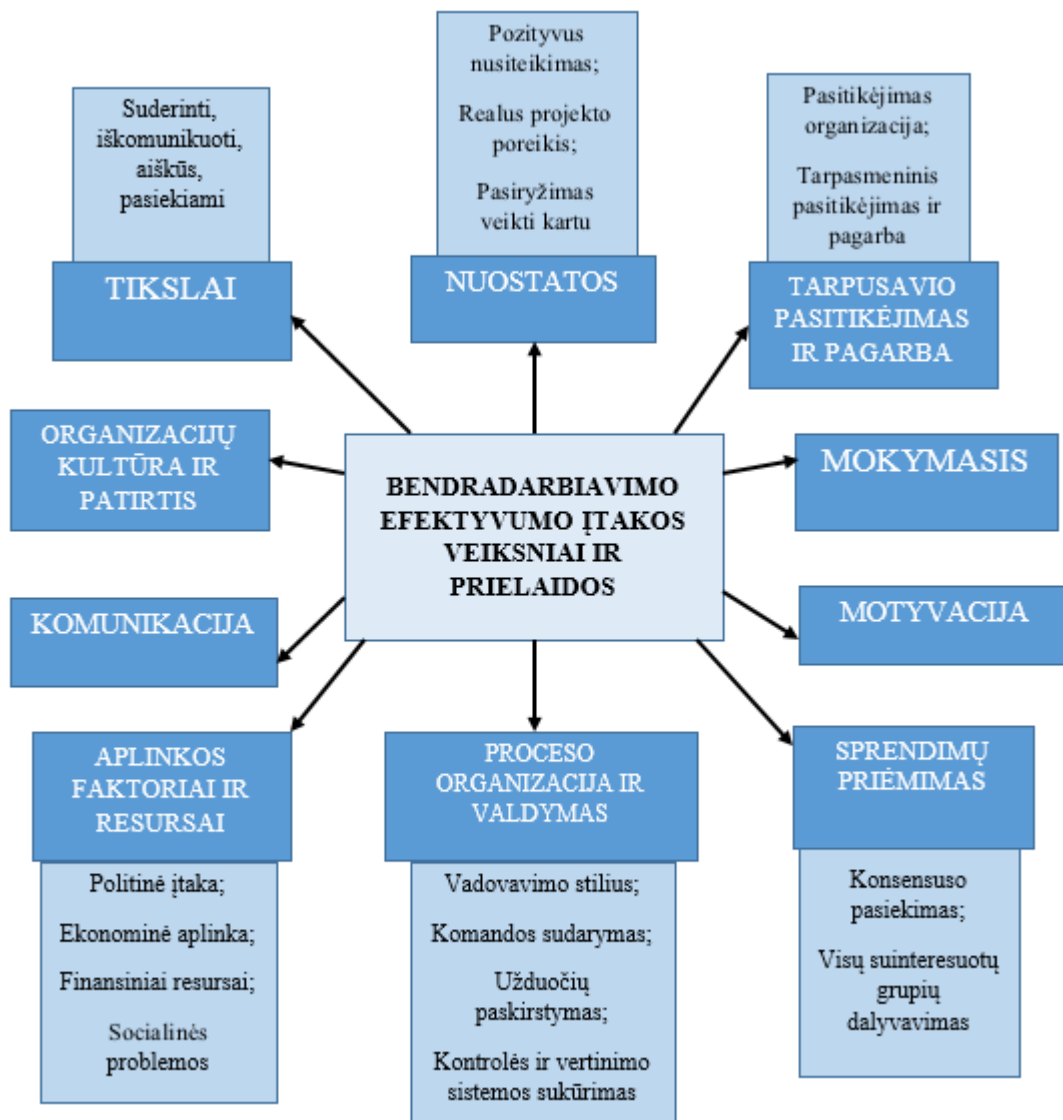 Suderinti,
iškomunikuoti,
aiškūs,
pasiekiami
TIKSLAI
Pozityvus
nusiteikimas;
Realus projekto
poreikis;
Pasiryžimas
veikti kartu
NUOSTATOS
Pasitikėjimas
organizacija;
Tarpasmeninis
pasitikėjimas ir
pagarba
TARPUSAVIO
PASITIKĖJIMAS
IR PAGARBA
ORGANIZACIJŲ
KULTŪRA IR
PATIRTIS
BENDRADARBIAVIMO
EFEKTYVUMO ĮTAKOS
VEIKSNIAI IR
PRIELAIDOS
MOKYMASIS
KOMUNIKACIJA
MOTYVACIJA
APLINKOS
FAKTORIAI IR
RESURSAI
Politinė įtaka;
Ekonominė aplinka;
Finansiniai resursai;
Socialinės
problemos
PROCESO
ORGANIZACIJA IR
VALDYMAS
Vadovavimo stilius;
Komandos sudarymas;
Užduočių
paskirstymas;
Kontrolės ir vertinimo
sistemos sukūrimas
SPRENDIMŲ
PRIĖMIMAS
Konsensuso
pasiekimas;
Visų suinteresuotų
grupių
dalyvavimas